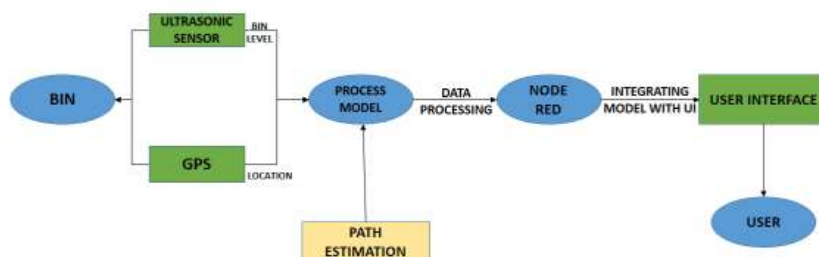 ULTRASONIC
SENSOR
BIN
LEVEL
BIN
GPS
LOCATION
PROCESS
MODEL
DATA
PROCESSING
NODE
RED
INTEGRATING
MODEL WITH UI
USER INTERFACE
PATH
ESTIMATION
USER